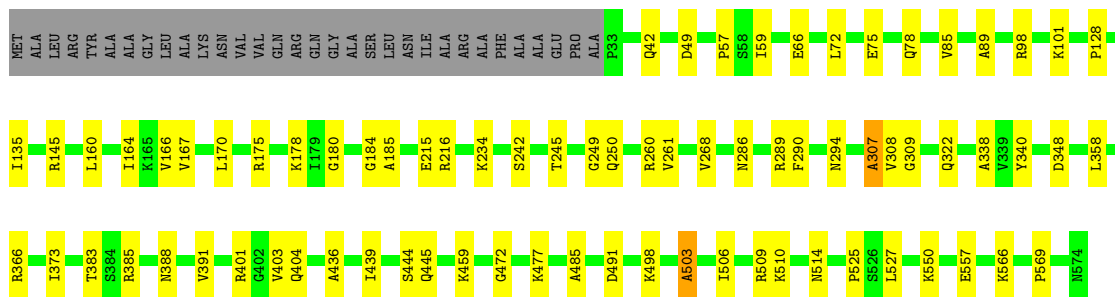 MET ALA LEU ARG TYR ALA ALA GLY LEU LEU ALA LYS ASN VAL VAL GLN ARG GLN GLY ALA SER LEU ASN ILE ALA ARG ALA PHE ALA ALA GLU PRO ALA P33 Q42 D49 P57 S58 I59 E66 L72 E75 Q78 V85 A89 R98 K101 P128
I135 R145 L160 I164 K165 V166 V167 L170 R175 K178 I179 G180 G184 A185 E215 R216 K234 S242 T245 G249 Q250 R260 V261 V268 N286 R289 F290 N294 A307 V308 G309 Q322 A338 V339 Y340 D348 L358
R366 I373 T383 S384 R385 N388 V391 R401 G402 V403 Q404 A436 I439 S444 Q445 K459 G472 K477 A485 D491 K498 A503 I506 R509 K510 N514 P525 S526 L527 K550 E557 K566 P569 N574